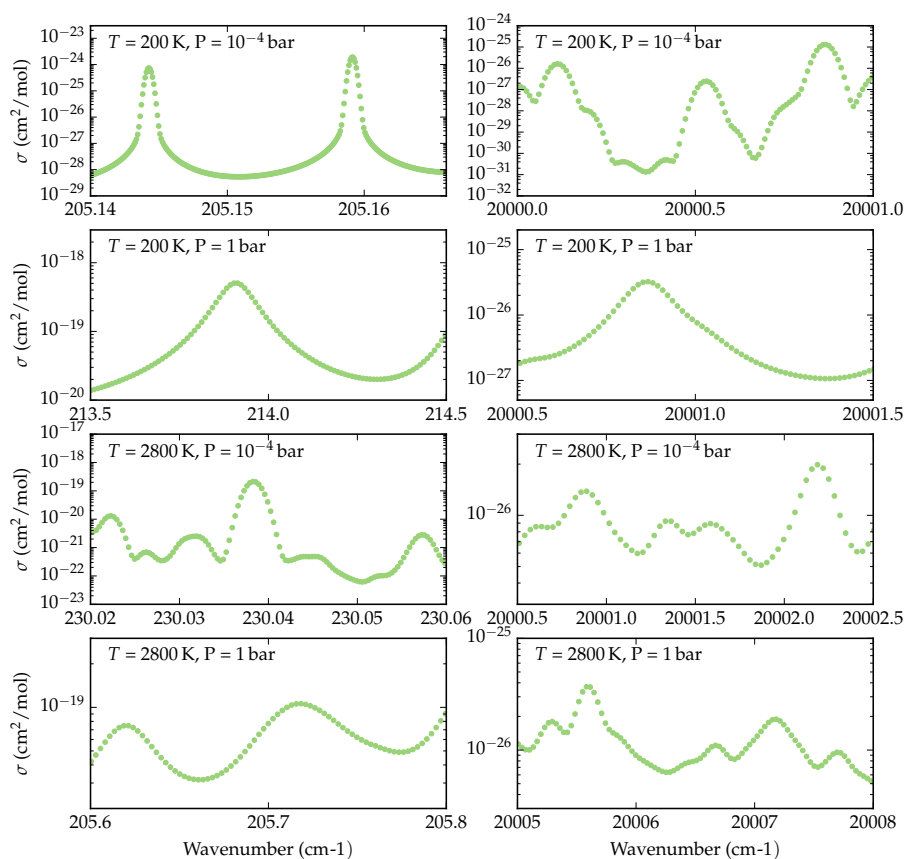 10⁻²³
10⁻²⁴
10⁻²⁵
10⁻²⁶
10⁻²⁷
10⁻²⁸
10⁻²⁹
σ (cm²/mol)
T = 200 K, P = 10⁻⁴ bar
205.14 205.15 205.16
10⁻²⁴
10⁻²⁵
10⁻²⁶
10⁻²⁷
10⁻²⁸
10⁻²⁹
10⁻³⁰
10⁻³¹
10⁻³²
T = 200 K, P = 10⁻⁴ bar
20000.0 20000.5 20001.0
10⁻¹⁸
10⁻¹⁹
10⁻²⁰
σ (cm²/mol)
T = 200 K, P = 1 bar
213.5 214.0 214.5
10⁻²⁵
10⁻²⁶
10⁻²⁷
σ (cm²/mol)
T = 200 K, P = 1 bar
20000.5 20001.0 20001.5
10⁻¹⁷
10⁻¹⁸
10⁻¹⁹
10⁻²⁰
10⁻²¹
10⁻²²
10⁻²³
σ (cm²/mol)
T = 2800 K, P = 10⁻⁴ bar
230.02 230.03 230.04 230.05 230.06
10⁻²⁶
T = 2800 K, P = 10⁻⁴ bar
20000.5 20001.0 20001.5 20002.0 20002.5
10⁻¹⁹
σ (cm²/mol)
T = 2800 K, P = 1 bar
205.6 205.7 205.8
Wavenumber (cm-1)
10⁻²⁵
10⁻²⁶
T = 2800 K, P = 1 bar
20005 20006 20007 20008
Wavenumber (cm-1)